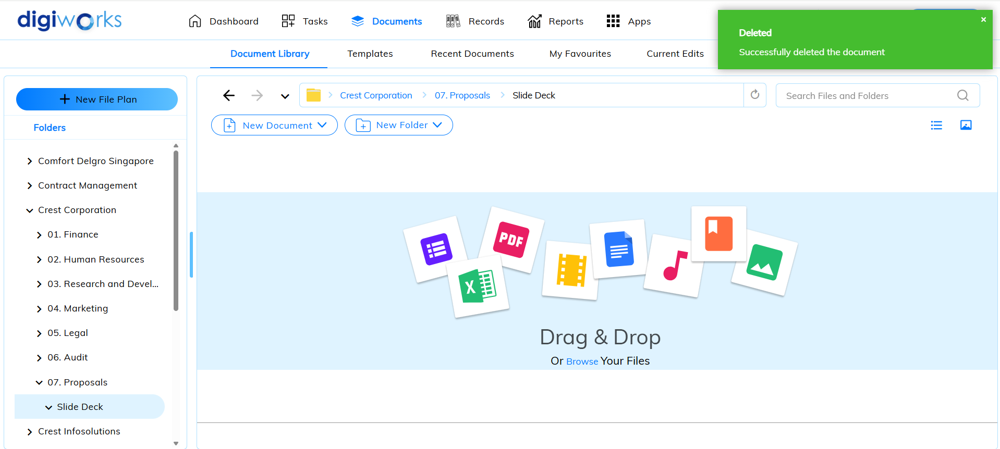 digiworks
Dashboard
Tasks
Documents
Records
Reports
Apps
Deleted
Successfully deleted the document
×
Document Library
Templates
Recent Documents
My Favourites
Current Edits
+ New File Plan
Folders
Comfort Delgro Singapore
Contract Management
Crest Corporation
01. Finance
02. Human Resources
03. Research and Devel...
04. Marketing
05. Legal
06. Audit
07. Proposals
Slide Deck
Crest Infosolutions
Crest Corporation
07. Proposals
Slide Deck
Search Files and Folders
New Document
New Folder
PDF
X
Drag & Drop
Or Browse Your Files